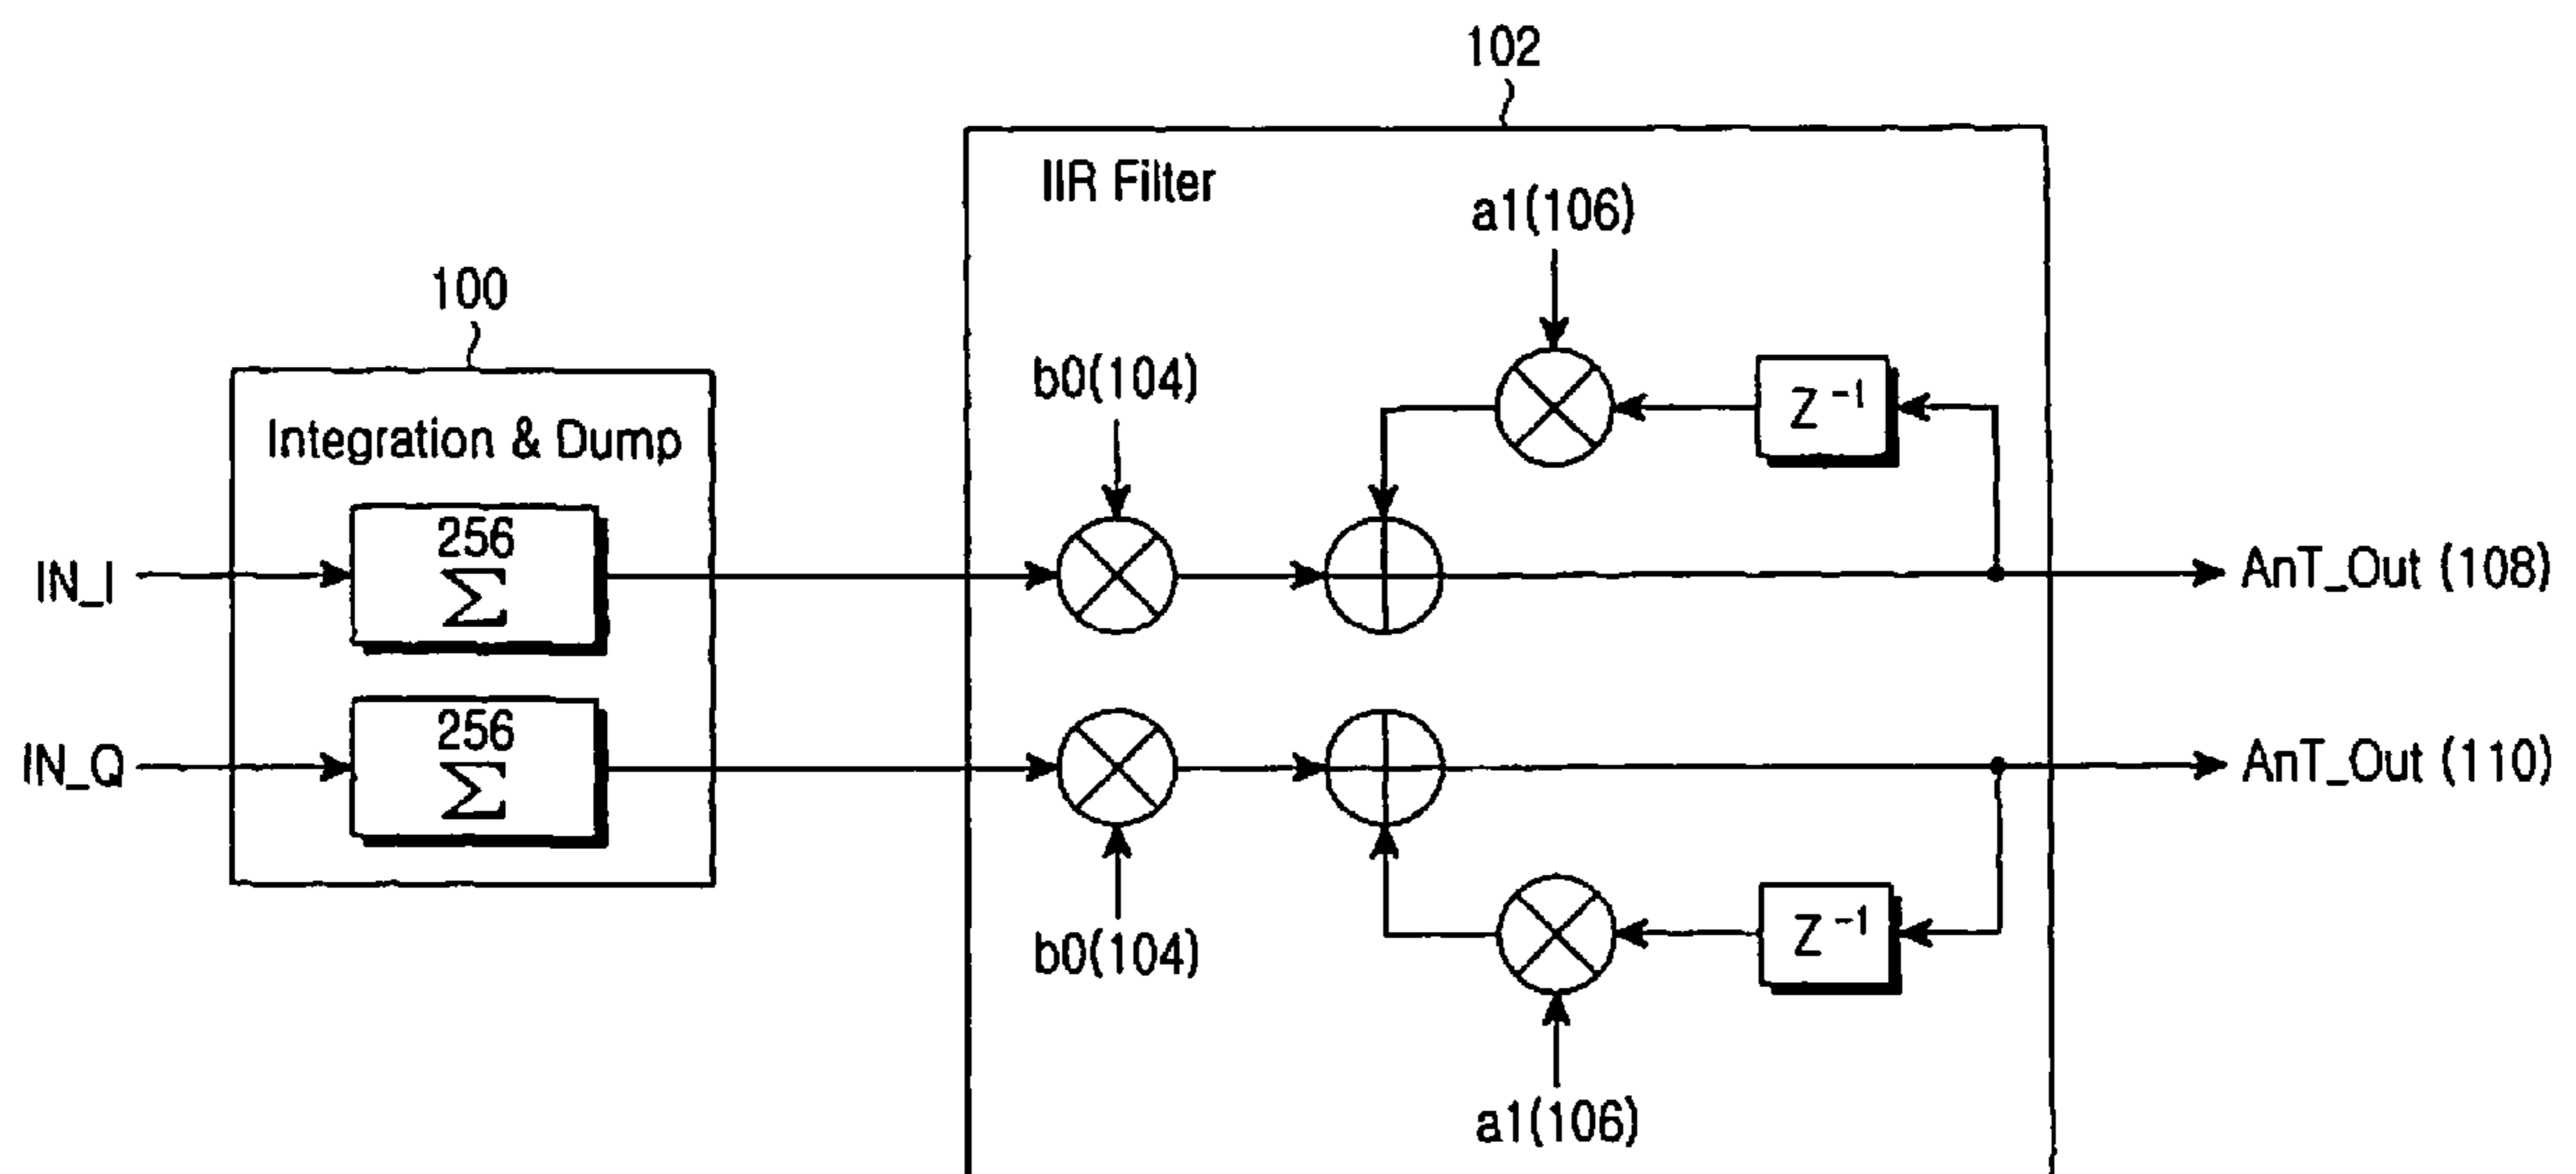 102
IIR Filter
a1(106)
100
b0(104)
Z⁻¹
Integration & Dump
256
Σ
IN_I
AnT_Out (108)
256
Σ
IN_Q
AnT_Out (110)
b0(104)
Z⁻¹
a1(106)